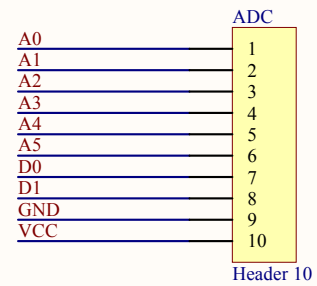 ADC
A0 1
A1 2
A2 3
A3 4
A4 5
A5 6
D0 7
D1 8
GND 9
VCC 10
Header 10